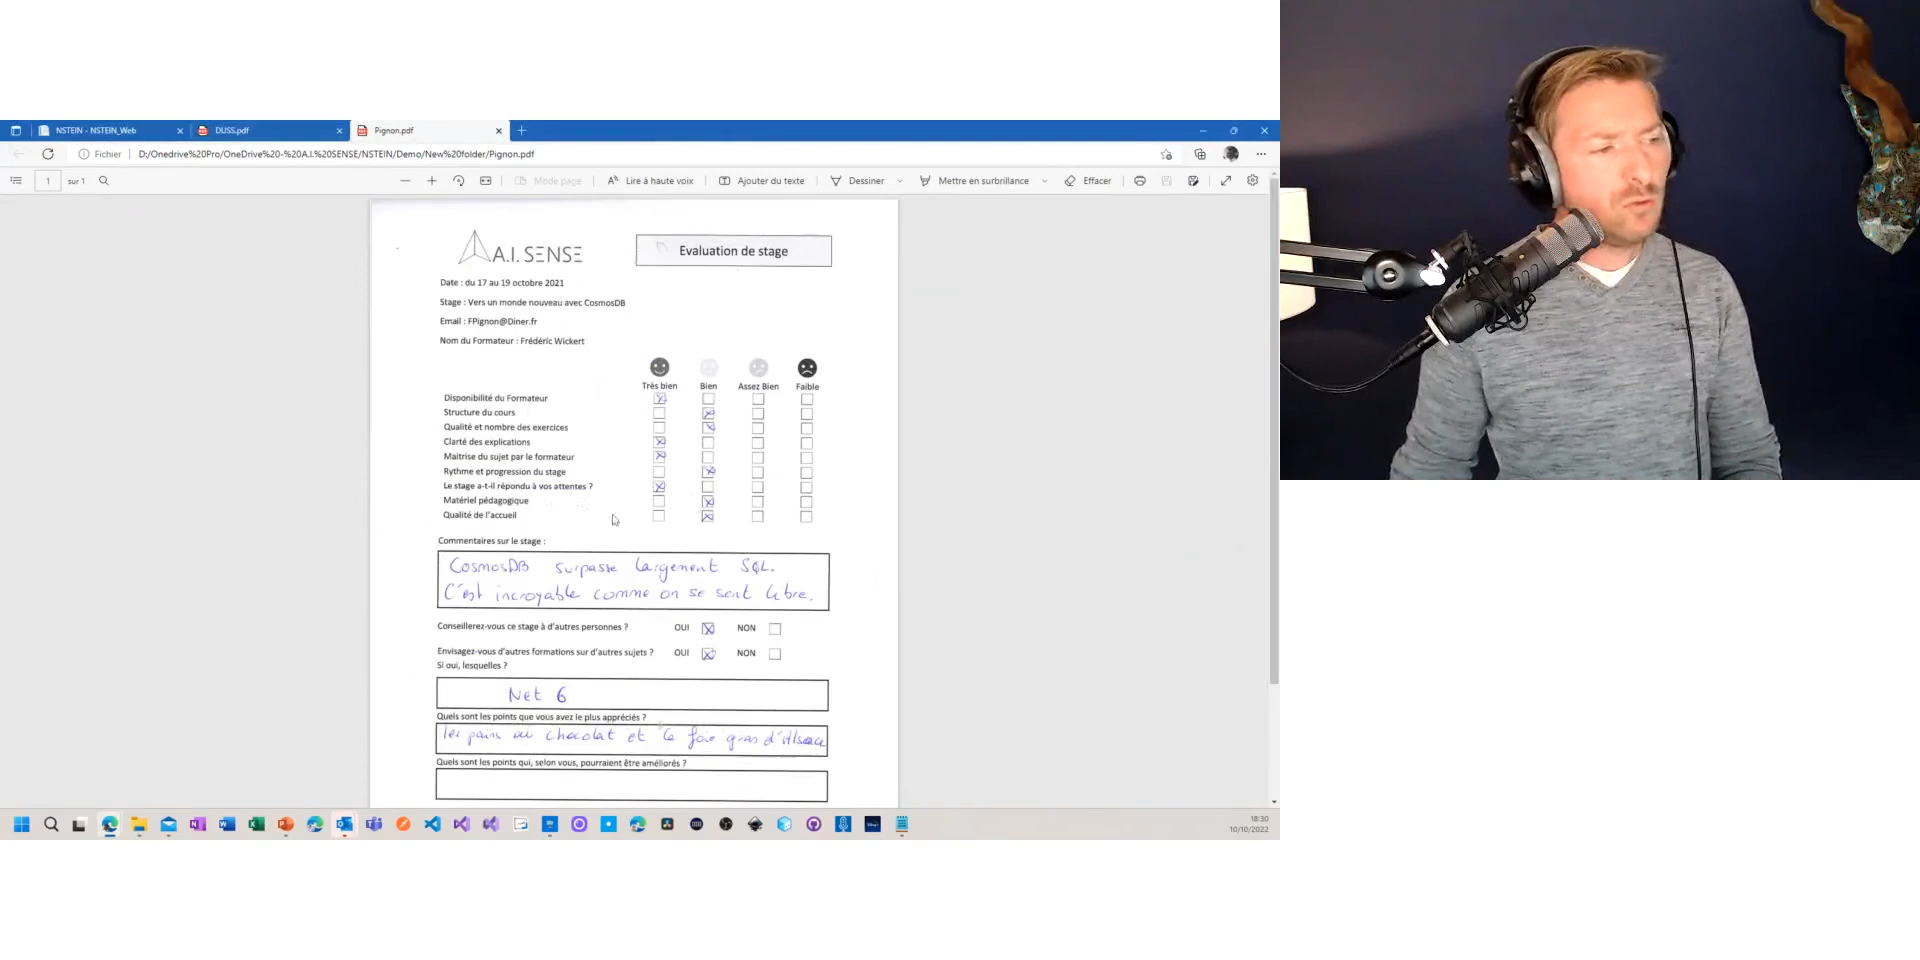 NSTEIN - NSTEIN_Web
DUSS.pdf
Pignon.pdf
Fichier
D:/Onedrive%20Pro/OneDrive%20-%20A.I.%20SENSE/NSTEIN/Demo/New%20folder/Pignon.pdf
1 sur 1
Mode page
Lire à haute voix
Ajouter du texte
Dessiner
Mettre en surbrillance
Effacer
A.I. SENSE
Evaluation de stage
Date : du 17 au 19 octobre 2021
Stage : Vers un monde nouveau avec CosmosDB
Email : FPignon@Diner.fr
Nom du Formateur : Frédéric Wickert
Très bien Bien Assez Bien Faible
Disponibilité du Formateur
Structure du cours
Qualité et nombre des exercices
Clarté des explications
Maitrise du sujet par le formateur
Rythme et progression du stage
Le stage a-t-il répondu à vos attentes ?
Matériel pédagogique
Qualité de l'accueil
Commentaires sur le stage :
CosmosDB surpasse largement SQL.
C'est incroyable comme on se sent libre.
Conseillerez-vous ce stage à d'autres personnes ? OUI NON
Envisagez-vous d'autres formations sur d'autres sujets ? OUI NON
Si oui, lesquelles ?
Net 6
Quels sont les points que vous avez le plus appréciés ?
les pains au chocolat et le foie gras d'Alsace
Quels sont les points qui, selon vous, pourraient être améliorés ?
18:30
10/10/2022